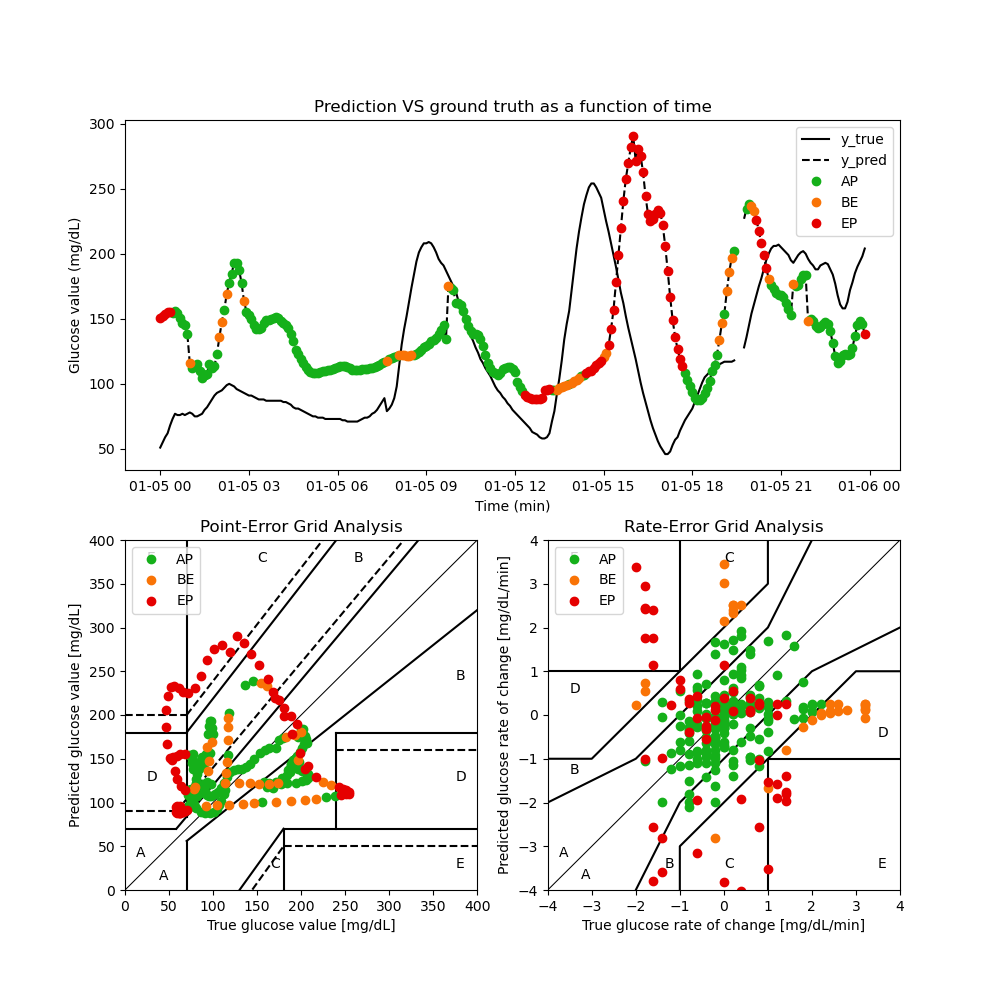 Prediction VS ground truth as a function of time
Glucose value (mg/dL)
300
250
200
150
100
50
y_true
y_pred
AP
BE
EP
01-05 00 01-05 03 01-05 06 01-05 09 01-05 12 01-05 15 01-05 18 01-05 21 01-06 00
Time (min)
Point-Error Grid Analysis
Predicted glucose value [mg/dL]
400
350
300
250
200
150
100
50
0
AP
BE
EP
C
B
B
D
D
A
A
C
E
0 50 100 150 200 250 300 350 400
True glucose value [mg/dL]
Rate-Error Grid Analysis
Predicted glucose rate of change [mg/dL/min]
4
3
2
1
0
−1
−2
−3
−4
AP
BE
EP
C
D
D
B
A
A
B
C
E
−4 −3 −2 −1 0 1 2 3 4
True glucose rate of change [mg/dL/min]